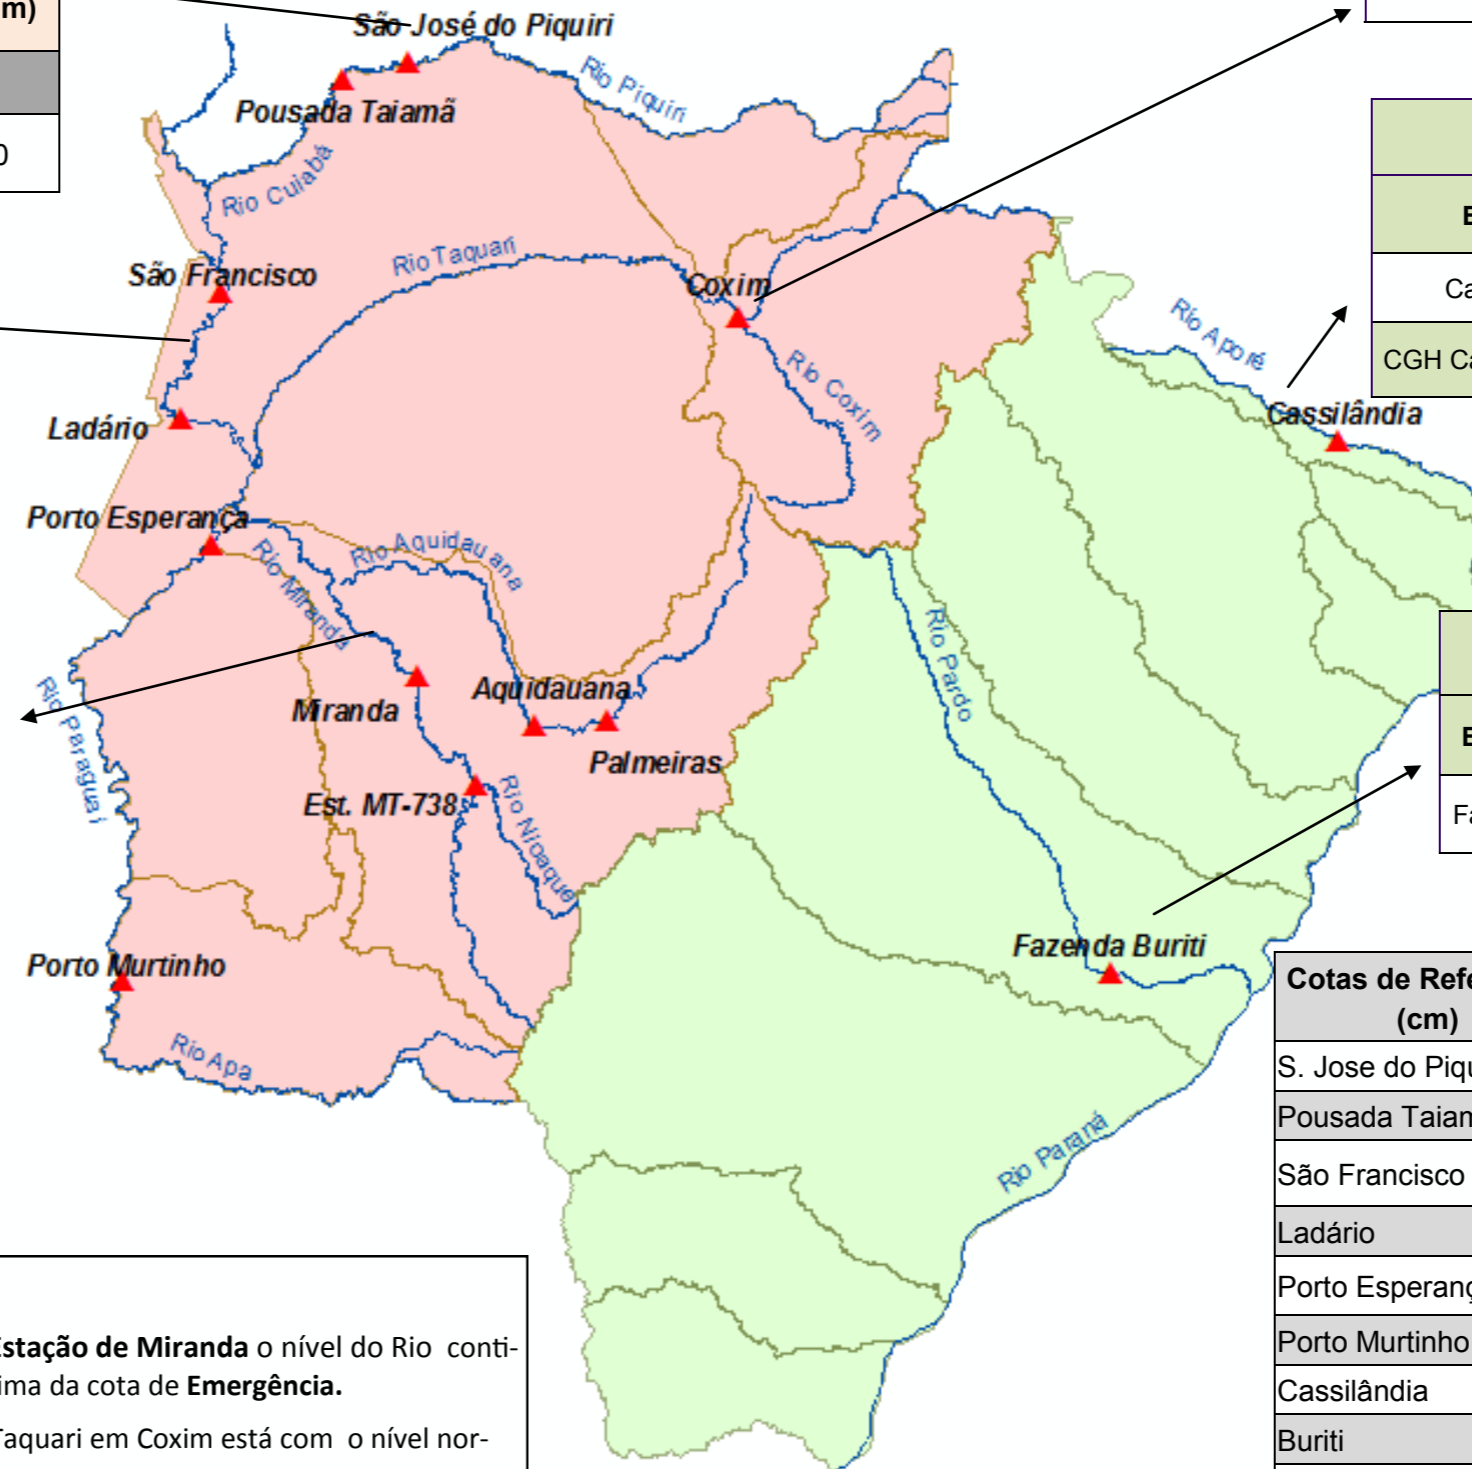 m)
0
São José do Piquiri
Pousada Taiamã
Rio Piquiri
Rio Cuiabá
Rio Taquari
São Francisco
Coxim
Rio Coxim
Rio Aporé
Cassilândia
E
Ca
CGH Ca
Ladário
Porto Esperança
Rio Miranda
Rio Aquidauana
Rio Paraguai
Miranda
Aquidauana
Palmeiras
Est. MT-738
Rio Nioaque
Rio Pardo
E
Fa
Fazenda Buriti
Porto Murtinho
Rio Apa
Rio Paraná
Cotas de Refe
(cm)
S. Jose do Piqu
Pousada Taiam
São Francisco
Ladário
Porto Esperanç
Porto Murtinho
Cassilândia
Buriti
Estação de Miranda o nível do Rio conti-
ima da cota de Emergência.
Taquari em Coxim está com o nível nor-